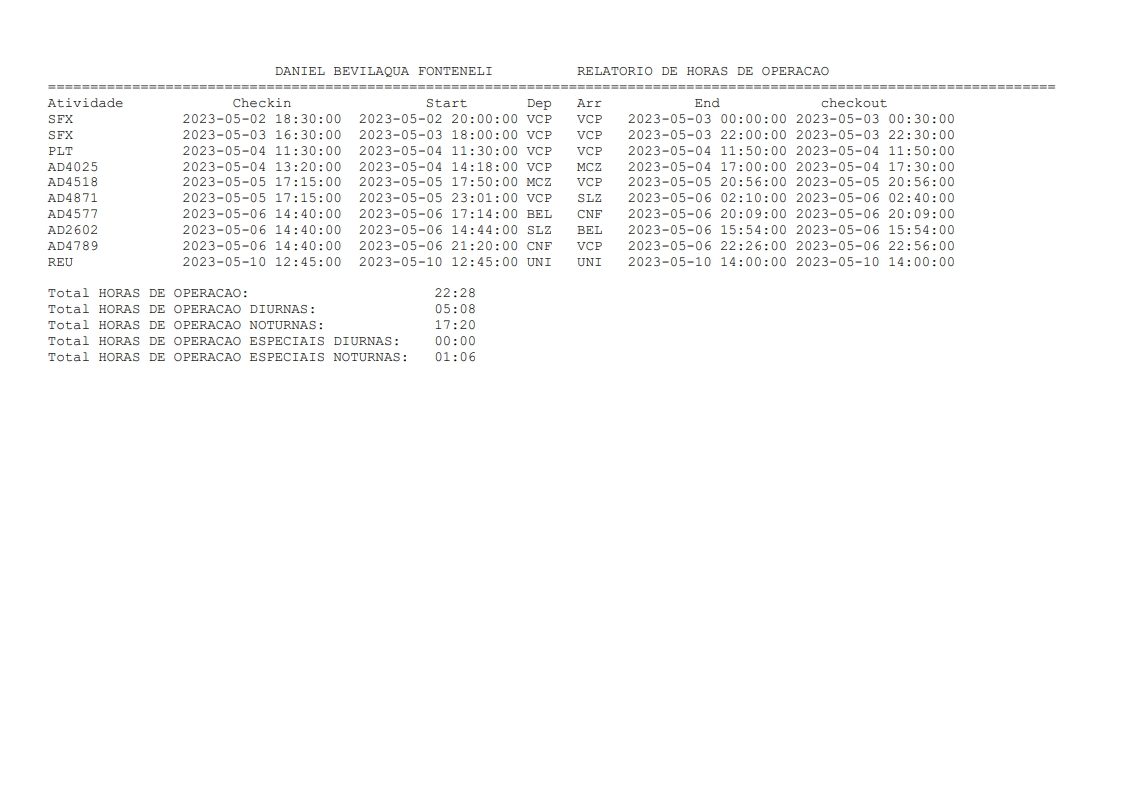 DANIEL BEVILAQUA FONTENELI          RELATORIO DE HORAS DE OPERACAO
========================================================================================================================
Atividade             Checkin                Start       Dep   Arr           End            checkout
SFX                2023-05-02 18:30:00  2023-05-02 20:00:00 VCP   VCP   2023-05-03 00:00:00 2023-05-03 00:30:00
SFX                2023-05-03 16:30:00  2023-05-03 18:00:00 VCP   VCP   2023-05-03 22:00:00 2023-05-03 22:30:00
PLT                2023-05-04 11:30:00  2023-05-04 11:30:00 VCP   VCP   2023-05-04 11:50:00 2023-05-04 11:50:00
AD4025             2023-05-04 13:20:00  2023-05-04 14:18:00 VCP   MCZ   2023-05-04 17:00:00 2023-05-04 17:30:00
AD4518             2023-05-05 17:15:00  2023-05-05 17:50:00 MCZ   VCP   2023-05-05 20:56:00 2023-05-05 20:56:00
AD4871             2023-05-05 17:15:00  2023-05-05 23:01:00 VCP   SLZ   2023-05-06 02:10:00 2023-05-06 02:40:00
AD4577             2023-05-06 14:40:00  2023-05-06 17:14:00 BEL   CNF   2023-05-06 20:09:00 2023-05-06 20:09:00
AD2602             2023-05-06 14:40:00  2023-05-06 14:44:00 SLZ   BEL   2023-05-06 15:54:00 2023-05-06 15:54:00
AD4789             2023-05-06 14:40:00  2023-05-06 21:20:00 CNF   VCP   2023-05-06 22:26:00 2023-05-06 22:56:00
REU                2023-05-10 12:45:00  2023-05-10 12:45:00 UNI   UNI   2023-05-10 14:00:00 2023-05-10 14:00:00
Total HORAS DE OPERACAO:                      22:28
Total HORAS DE OPERACAO DIURNAS:              05:08
Total HORAS DE OPERACAO NOTURNAS:             17:20
Total HORAS DE OPERACAO ESPECIAIS DIURNAS:    00:00
Total HORAS DE OPERACAO ESPECIAIS NOTURNAS:   01:06